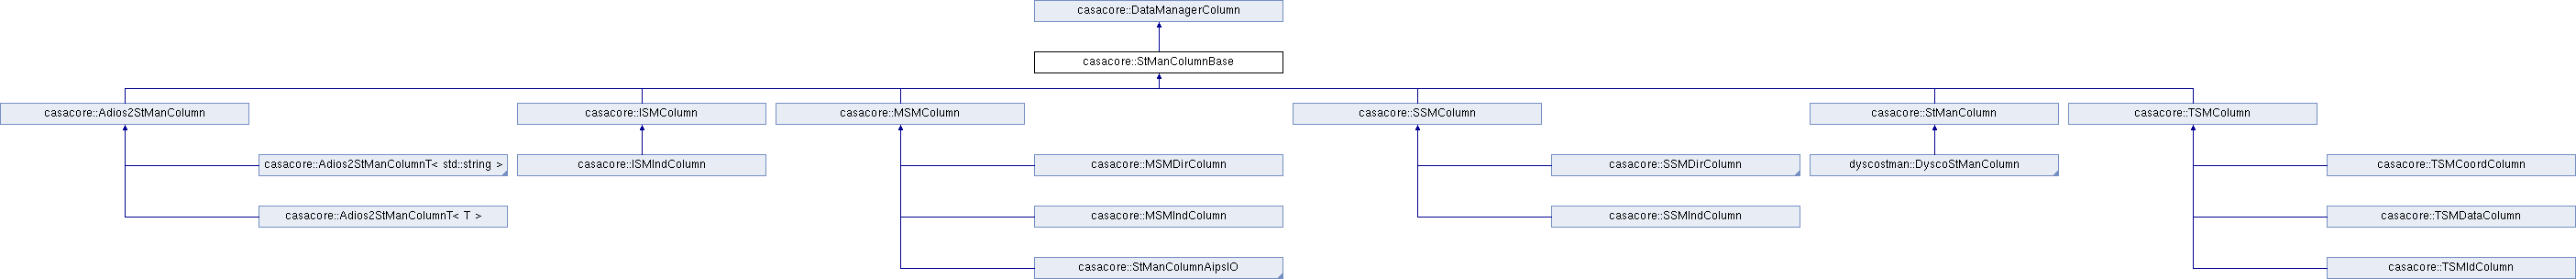 casacore::DataManagerColumn
casacore::StManColumnBase
casacore::Adios2StManColumn
casacore::ISMColumn
casacore::MSMColumn
casacore::SSMColumn
casacore::StManColumn
casacore::TSMColumn
casacore::Adios2StManColumnT< std::string >
casacore::ISMIndColumn
casacore::MSMDirColumn
casacore::SSMDirColumn
dyscostman::DyscoStManColumn
casacore::TSMCoordColumn
casacore::Adios2StManColumnT< T >
casacore::MSMIndColumn
casacore::SSMIndColumn
casacore::TSMDataColumn
casacore::StManColumnAipsIO
casacore::TSMIdColumn